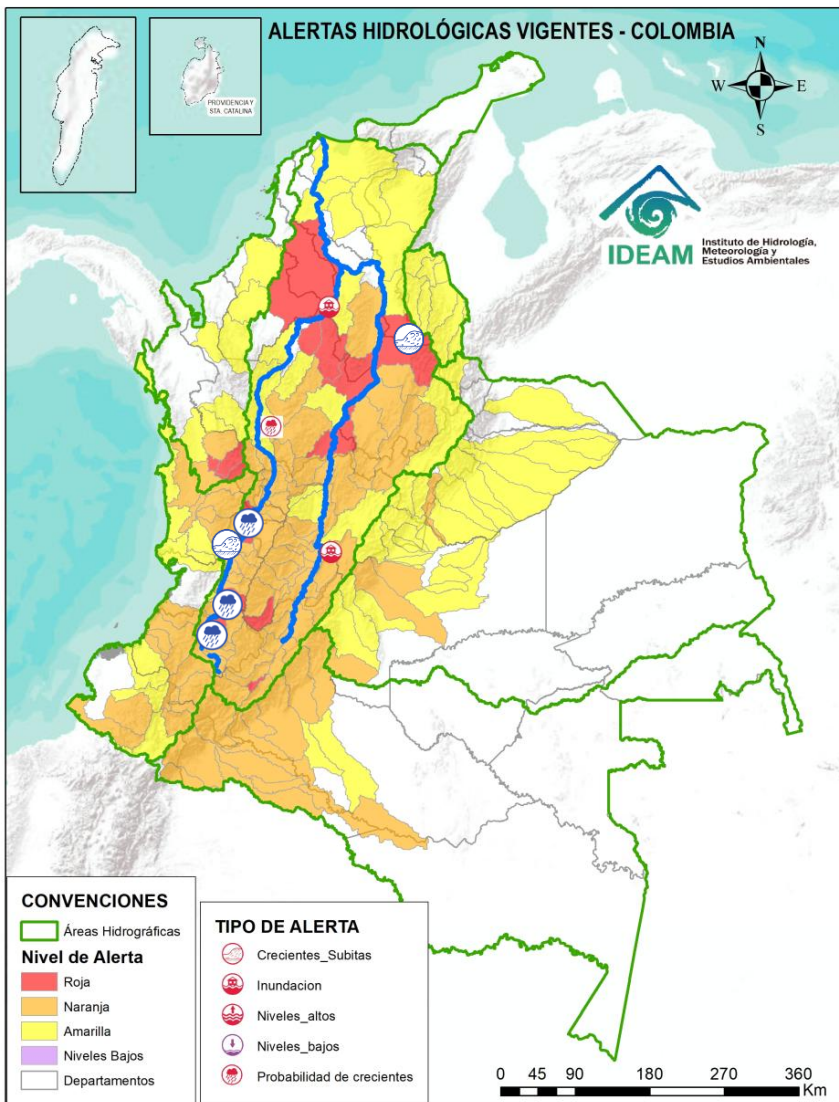 ALERTAS HIDROLÓGICAS VIGENTES - COLOMBIA
PROVIDENCIA Y
STA. CATALINA
N
W
E
S
IDEAM
Instituto de Hidrología,
Meteorología y
Estudios Ambientales
CONVENCIONES
Áreas Hidrográficas
Nivel de Alerta
Roja
Naranja
Amarilla
Niveles Bajos
Departamentos
TIPO DE ALERTA
Crecientes_Subitas
Inundacion
Niveles_altos
Niveles_bajos
Probabilidad de crecientes
0 45 90 180 270 360
Km